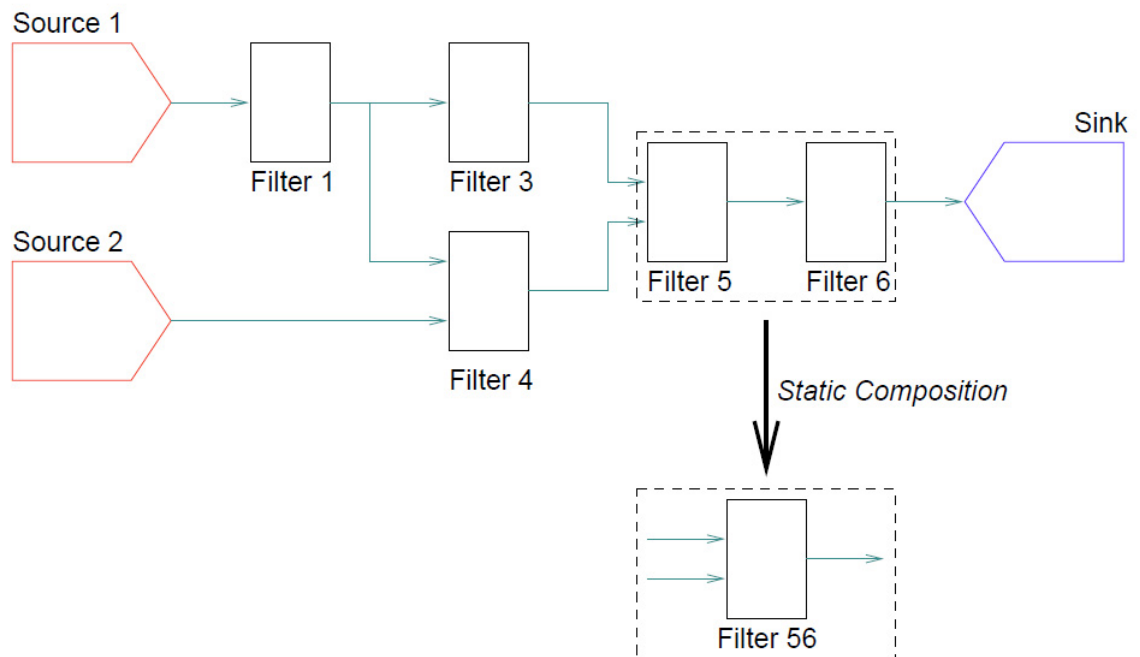 Source 1
Sink
Filter 1
Filter 3
Source 2
Filter 5
Filter 6
Filter 4
Static Composition
Filter 56